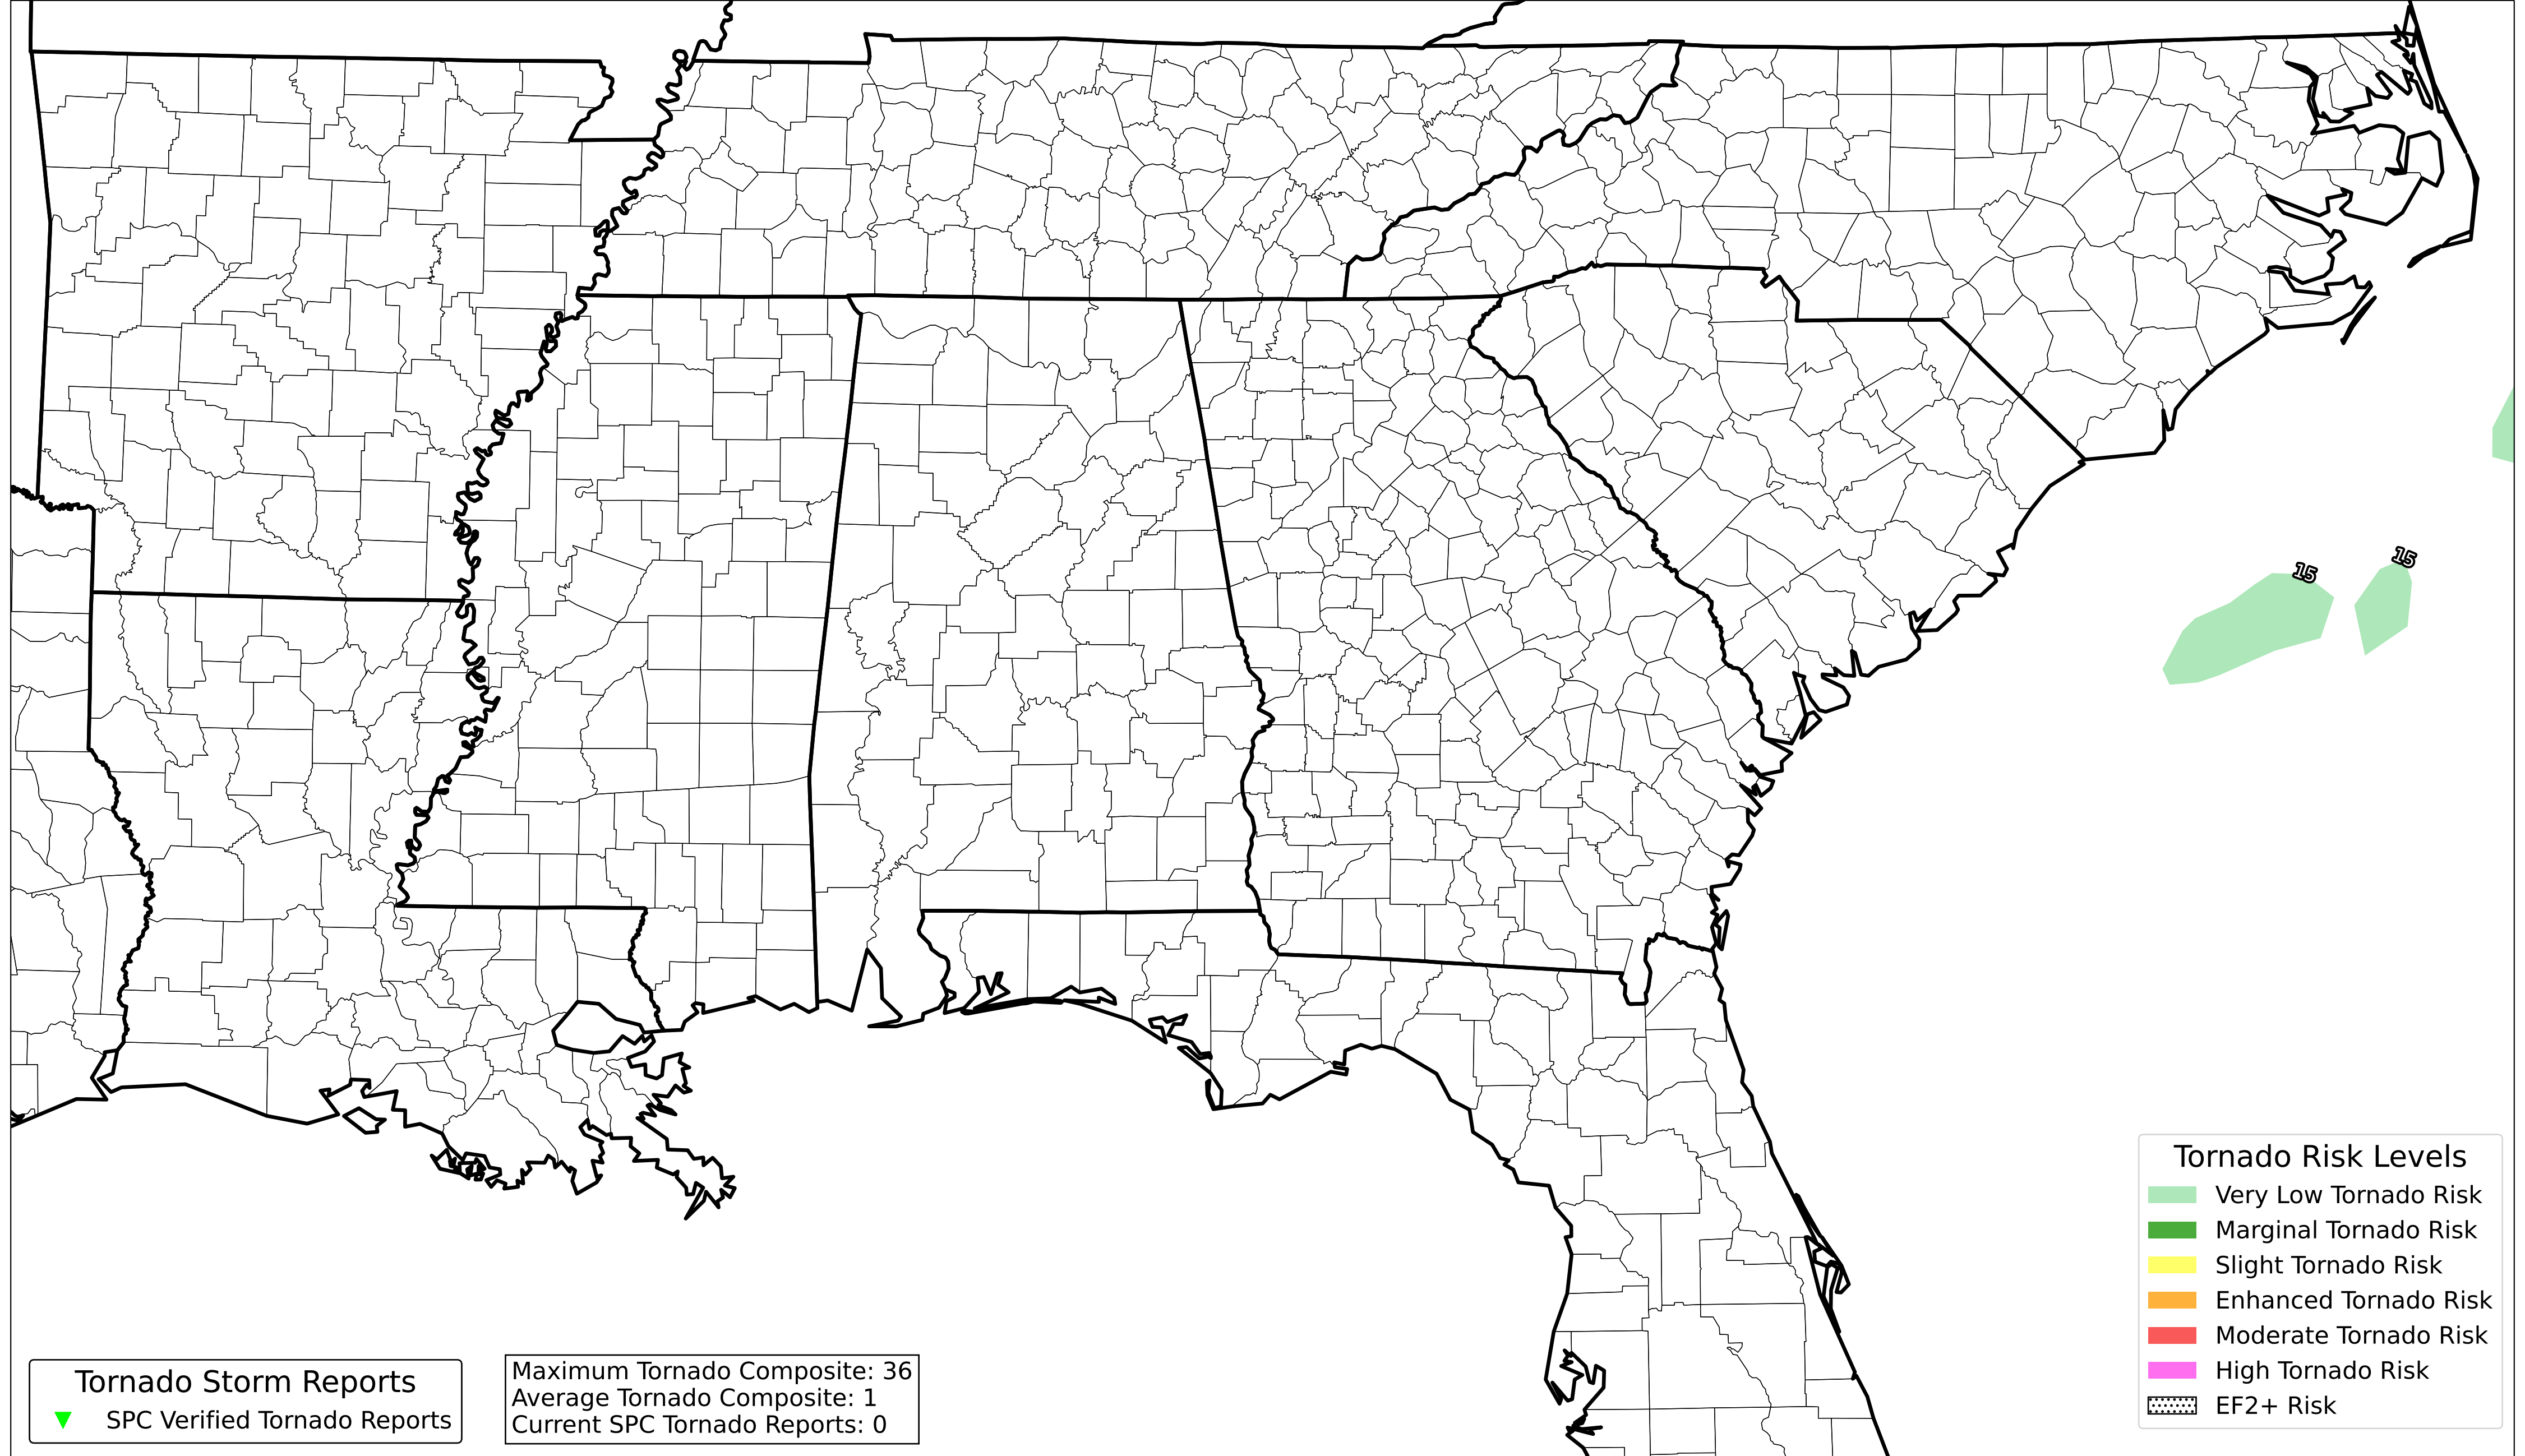 15
15
Tornado Risk Levels
Very Low Tornado Risk
Marginal Tornado Risk
Slight Tornado Risk
Enhanced Tornado Risk
Moderate Tornado Risk
High Tornado Risk
EF2+ Risk
Tornado Storm Reports
SPC Verified Tornado Reports
Maximum Tornado Composite: 36
Average Tornado Composite: 1
Current SPC Tornado Reports: 0